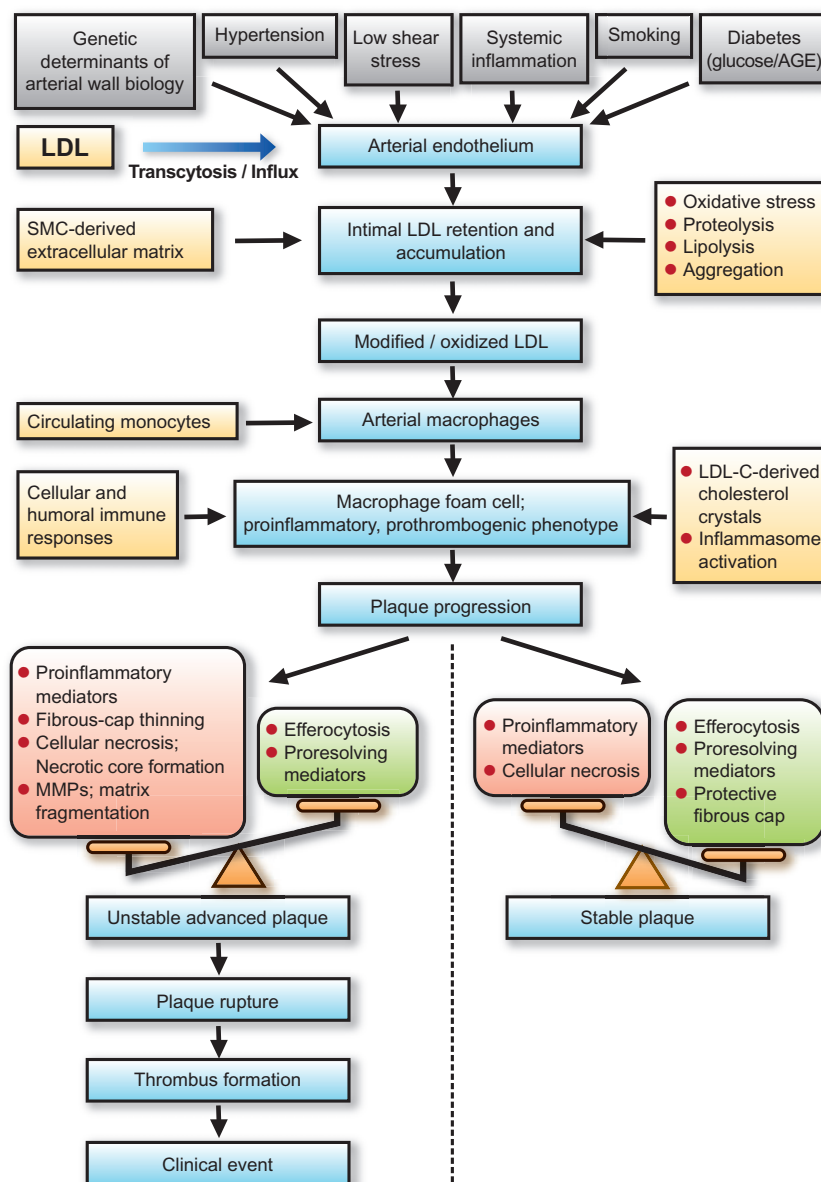 Genetic
determinants of
arterial wall biology
Hypertension
Low shear
stress
Systemic
inflammation
Smoking
Diabetes
(glucose/AGE)
LDL
Transcytosis / Influx
Arterial endothelium
SMC-derived
extracellular matrix
Intimal LDL retention and
accumulation
Oxidative stress
Proteolysis
Lipolysis
Aggregation
Modified / oxidized LDL
Circulating monocytes
Arterial macrophages
Cellular and
humoral immune
responses
Macrophage foam cell;
proinflammatory, prothrombogenic phenotype
LDL-C-derived
cholesterol
crystals
Inflammasome
activation
Plaque progression
Proinflammatory
mediators
Fibrous-cap thinning
Cellular necrosis;
Necrotic core formation
MMPs; matrix
fragmentation
Efferocytosis
Proresolving
mediators
Proinflammatory
mediators
Cellular necrosis
Efferocytosis
Proresolving
mediators
Protective
fibrous cap
Unstable advanced plaque
Stable plaque
Plaque rupture
Thrombus formation
Clinical event